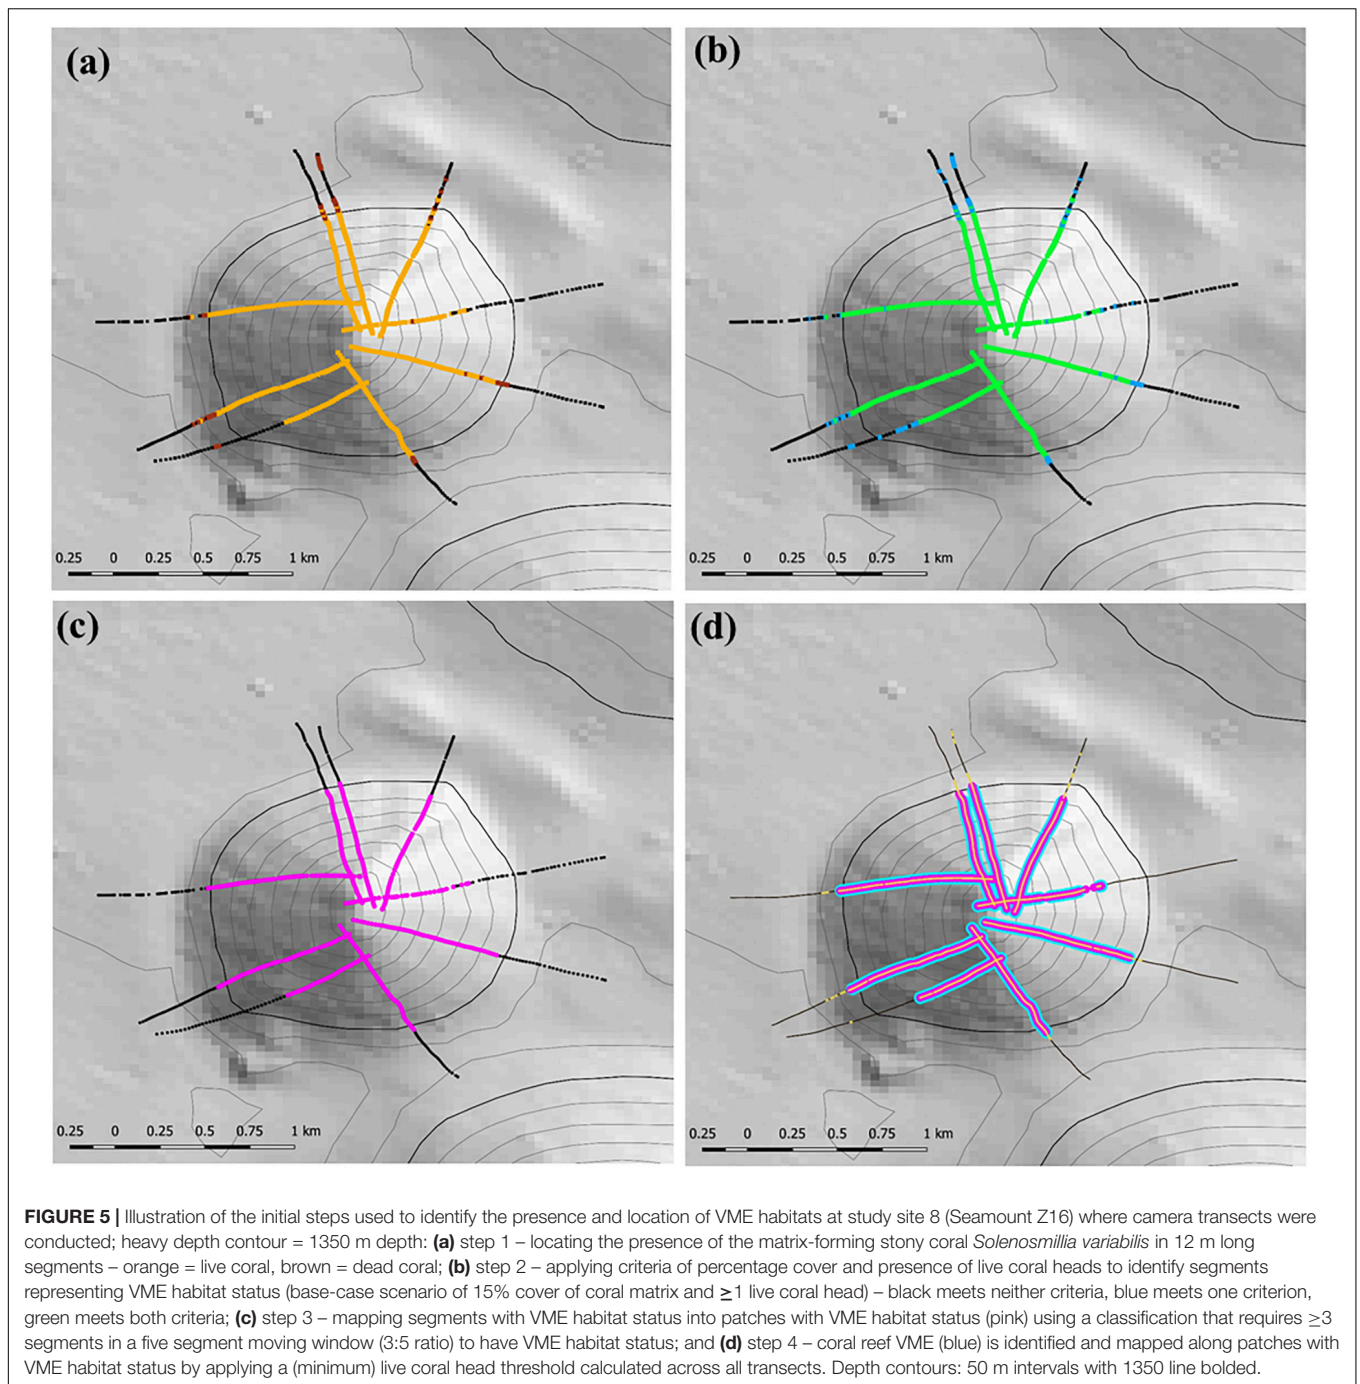 (a)
(b)
0.25 0 0.25 0.5 0.75 1 km
0.25 0 0.25 0.5 0.75 1 km
(c)
(d)
0.25 0 0.25 0.5 0.75 1 km
0.25 0 0.25 0.5 0.75 1 km
FIGURE 5 | Illustration of the initial steps used to identify the presence and location of VME habitats at study site 8 (Seamount Z16) where camera transects were
conducted; heavy depth contour = 1350 m depth: (a) step 1 – locating the presence of the matrix-forming stony coral Solenosmillia variabilis in 12 m long
segments – orange = live coral, brown = dead coral; (b) step 2 – applying criteria of percentage cover and presence of live coral heads to identify segments
representing VME habitat status (base-case scenario of 15% cover of coral matrix and ≥1 live coral head) – black meets neither criteria, blue meets one criterion,
green meets both criteria; (c) step 3 – mapping segments with VME habitat status into patches with VME habitat status (pink) using a classification that requires ≥3
segments in a five segment moving window (3:5 ratio) to have VME habitat status; and (d) step 4 – coral reef VME (blue) is identified and mapped along patches with
VME habitat status by applying a (minimum) live coral head threshold calculated across all transects. Depth contours: 50 m intervals with 1350 line bolded.